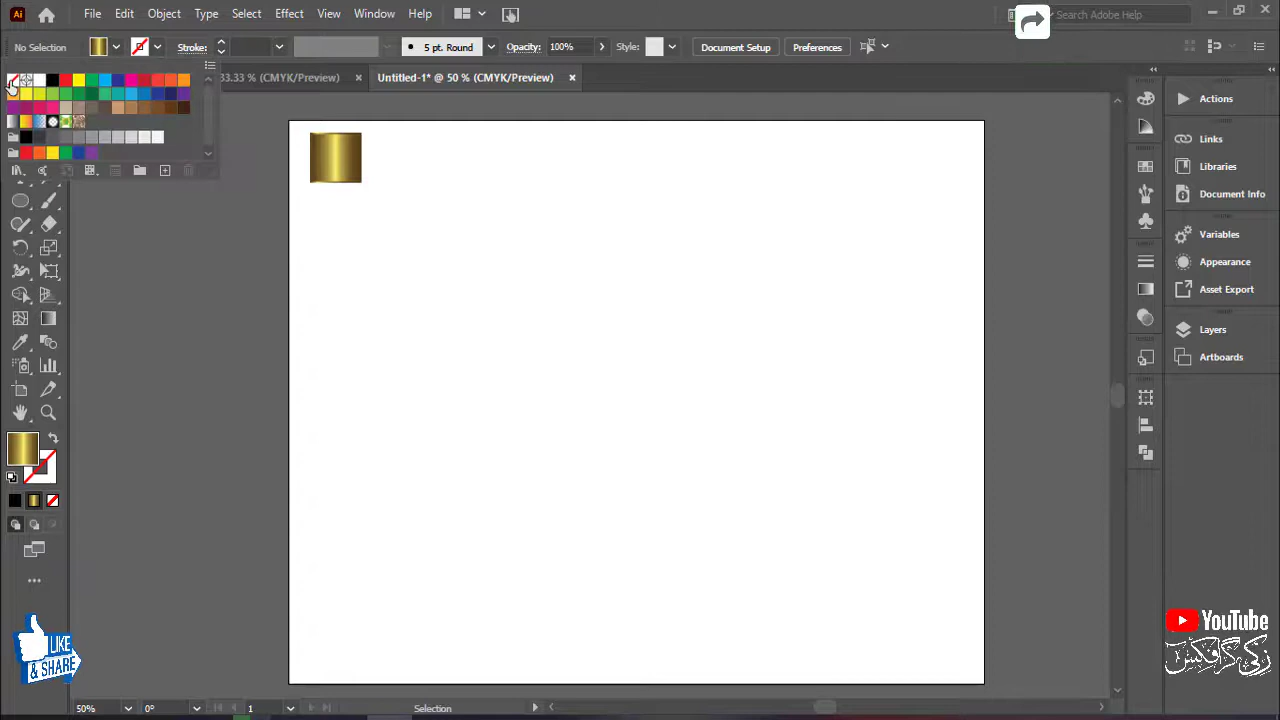 Ai
File Edit Object Type Select Effect View Window Help
Search Adobe Help
No Selection
Stroke:
5 pt. Round
Opacity: 100%
Style:
Document Setup
Preferences
33.33 % (CMYK/Preview) ×
Untitled-1* @ 50 % (CMYK/Preview) ×
Actions
Links
Libraries
Document Info
Variables
Appearance
Asset Export
Layers
Artboards
LIKE
& SHARE
YouTube
زکی گرافکس
50%
0°
1
Selection